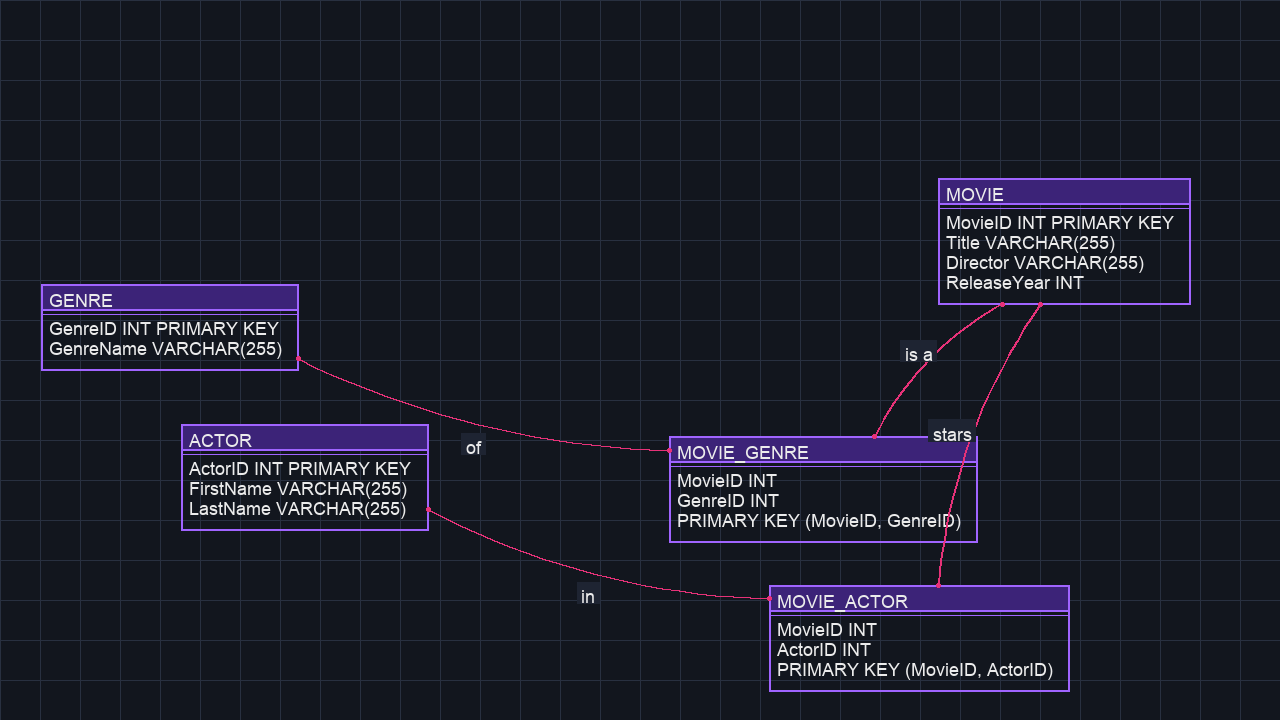 MOVIE
MovieID INT PRIMARY KEY
Title VARCHAR(255)
Director VARCHAR(255)
ReleaseYear INT
GENRE
GenreID INT PRIMARY KEY
GenreName VARCHAR(255)
is a
ACTOR
ActorID INT PRIMARY KEY
FirstName VARCHAR(255)
LastName VARCHAR(255)
of
stars
MOVIE_GENRE
MovieID INT
GenreID INT
PRIMARY KEY (MovieID, GenreID)
in
MOVIE_ACTOR
MovieID INT
ActorID INT
PRIMARY KEY (MovieID, ActorID)